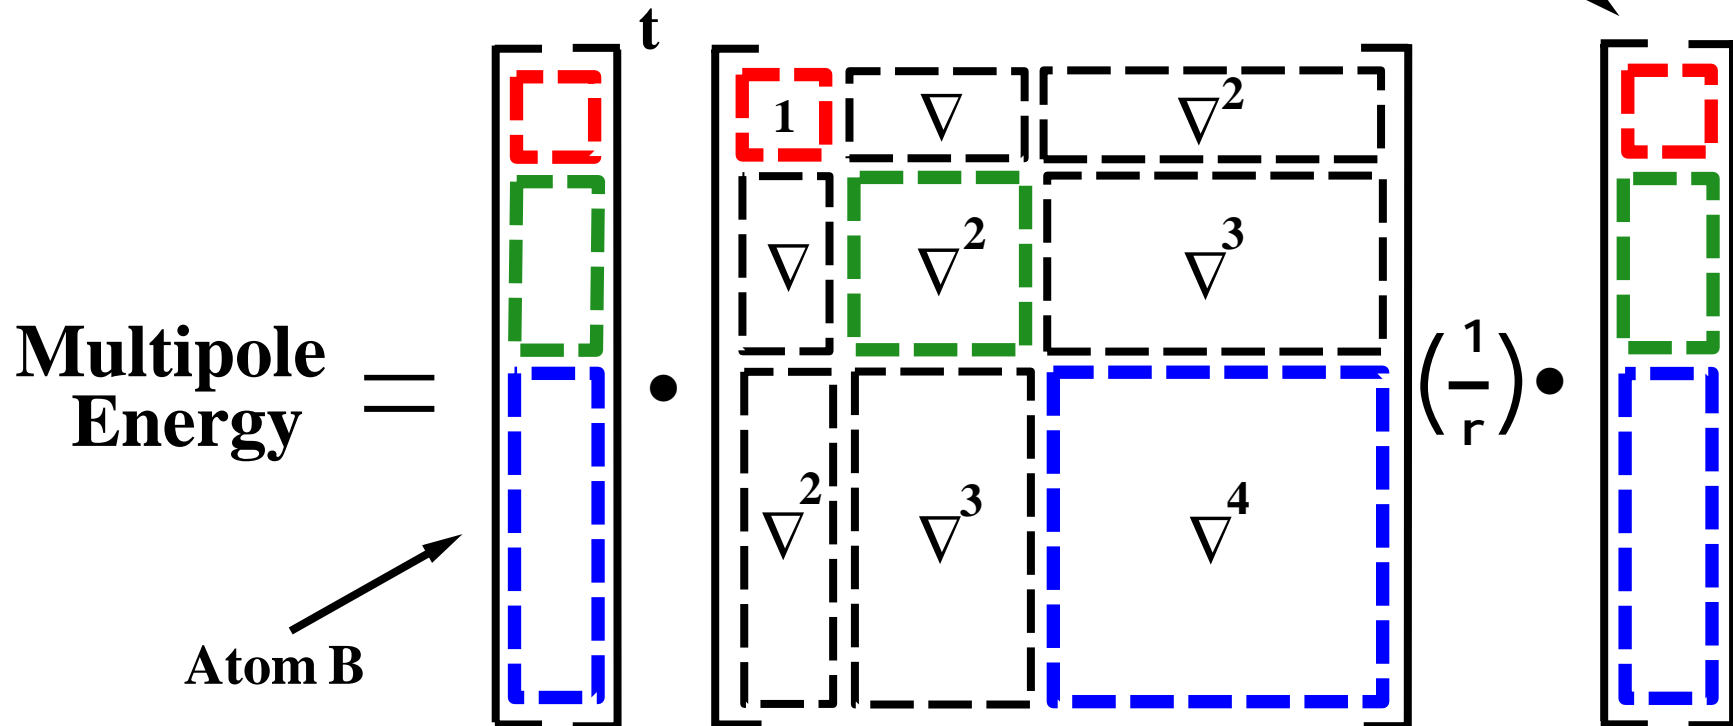 t
1 ∇ ∇²
∇ ∇² ∇³
Multipole
Energy = • (1/r) •
∇² ∇³ ∇⁴
Atom B